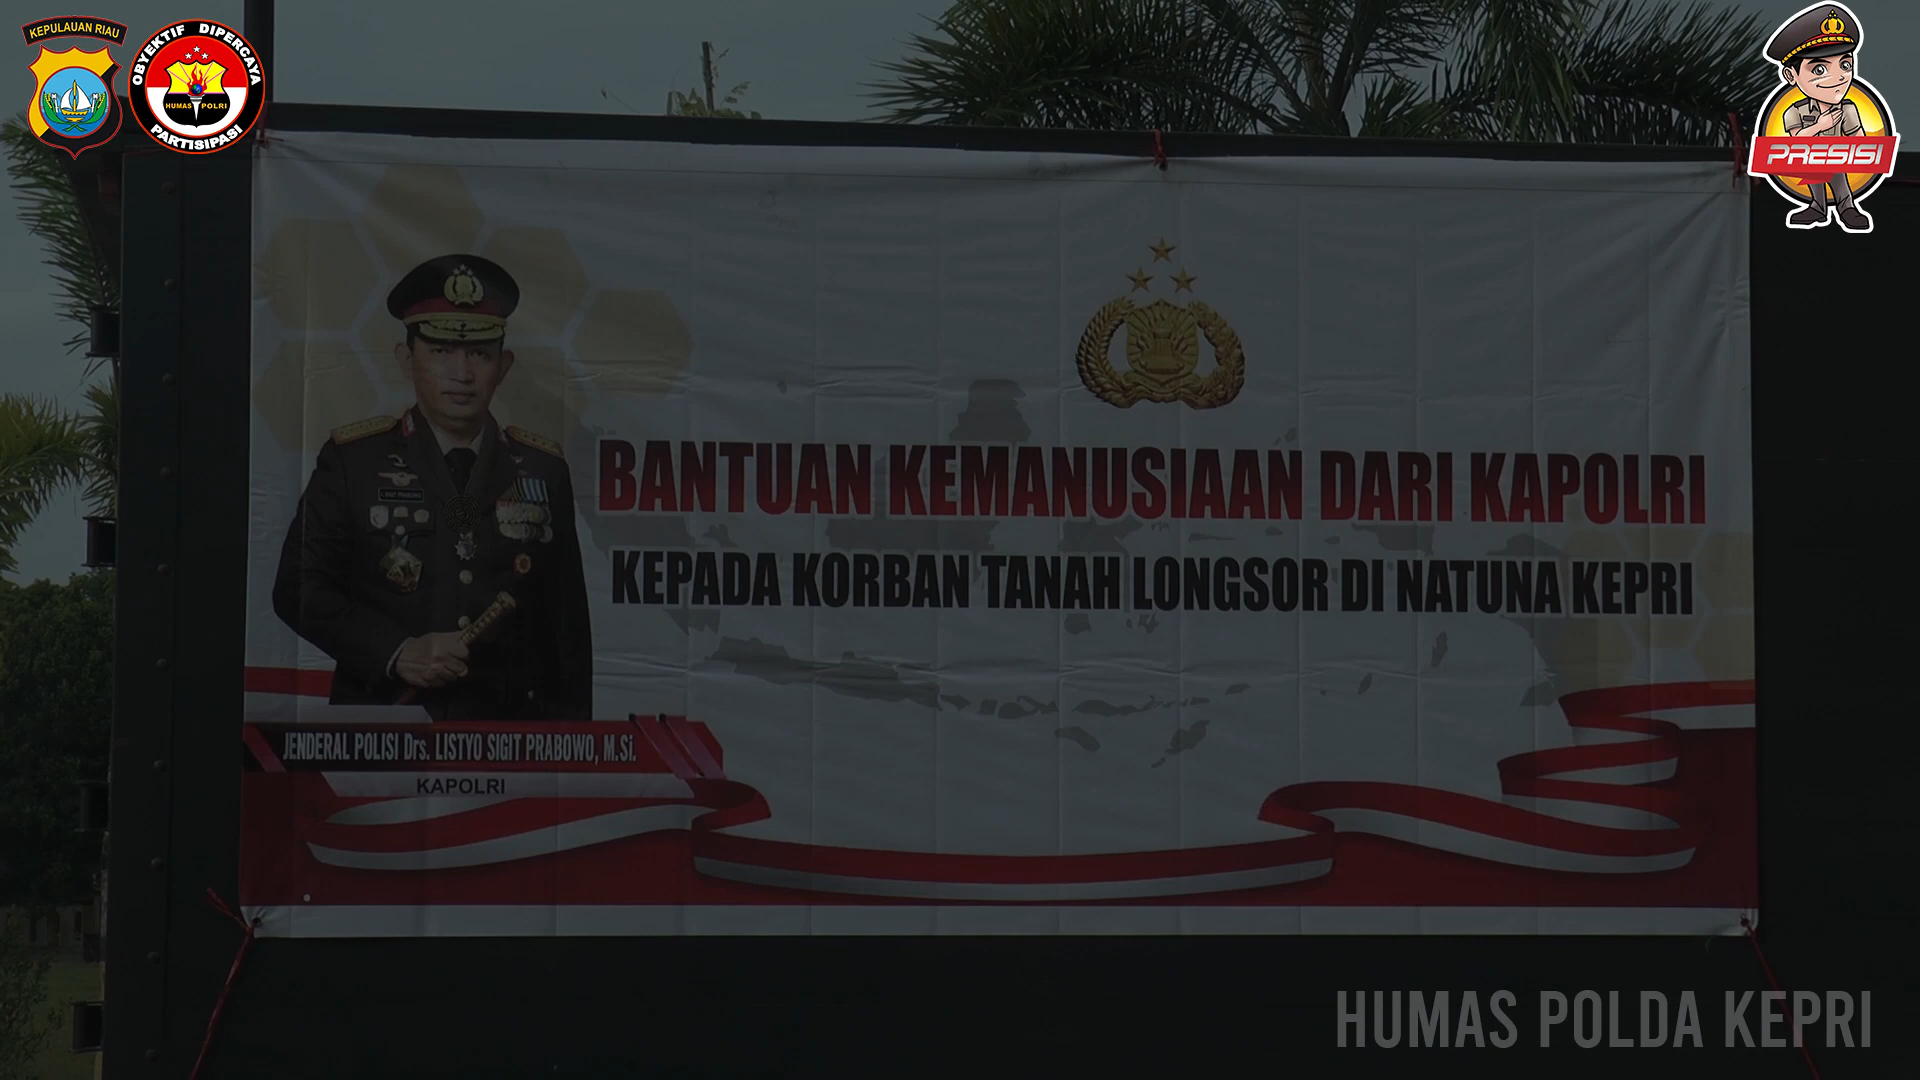 KEPULAUAN RIAU
OBYEKTIF DIPERCAYA
HUMAS POLRI
PARTISIPASI
PRESISI
BANTUAN KEMANUSIAAN DARI KAPOLRI
KEPADA KORBAN TANAH LONGSOR DI NATUNA KEPRI
JENDERAL POLISI Drs. LISTYO SIGIT PRABOWO, M.Si.
KAPOLRI
HUMAS POLDA KEPRI